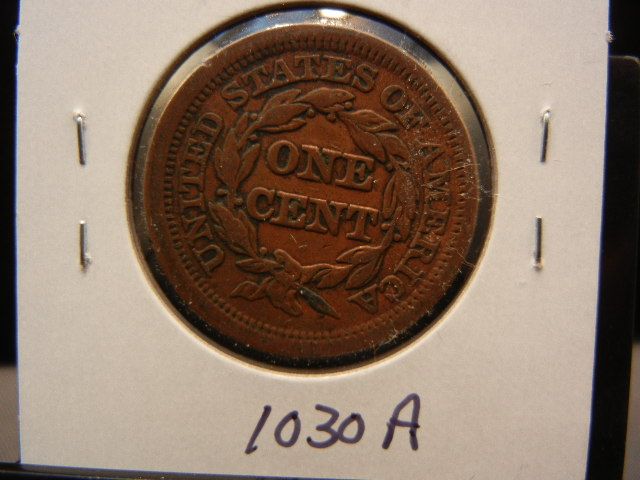 UNITED STATES OF AMERICA
ONE
CENT
1030 A